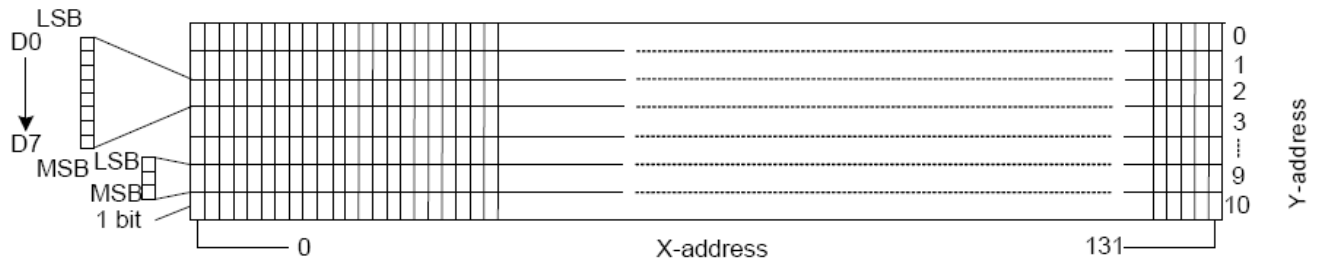 LSB
D0
D7
MSB
LSB
MSB
1 bit
0
1
2
3
9
10
Y-address
0
X-address
131